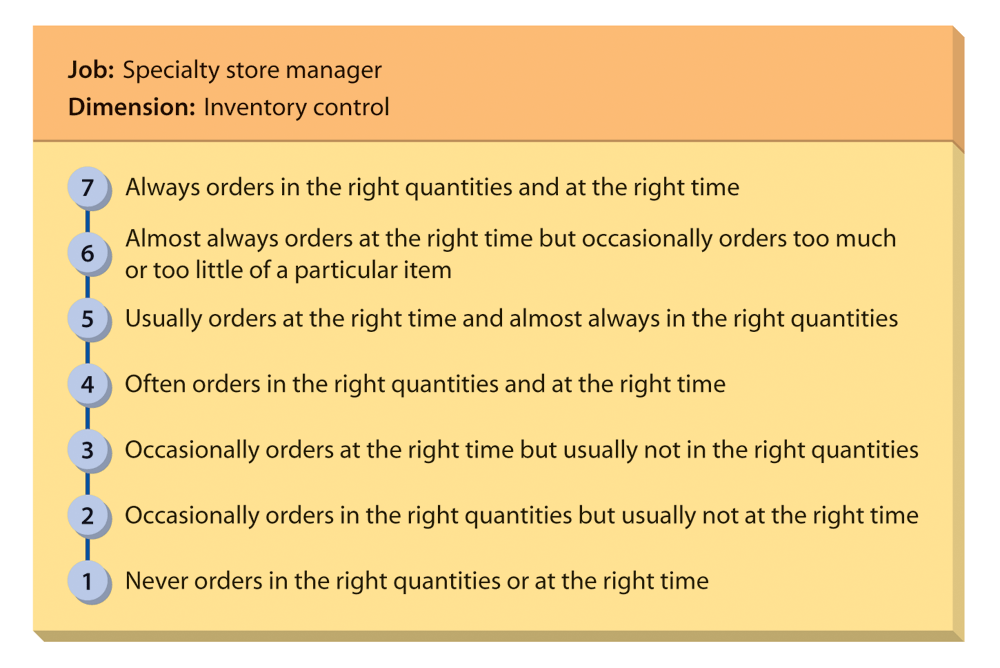 Job: Specialty store manager
Dimension: Inventory control
7 Always orders in the right quantities and at the right time
6 Almost always orders at the right time but occasionally orders too much
or too little of a particular item
5 Usually orders at the right time and almost always in the right quantities
4 Often orders in the right quantities and at the right time
3 Occasionally orders at the right time but usually not in the right quantities
2 Occasionally orders in the right quantities but usually not at the right time
1 Never orders in the right quantities or at the right time